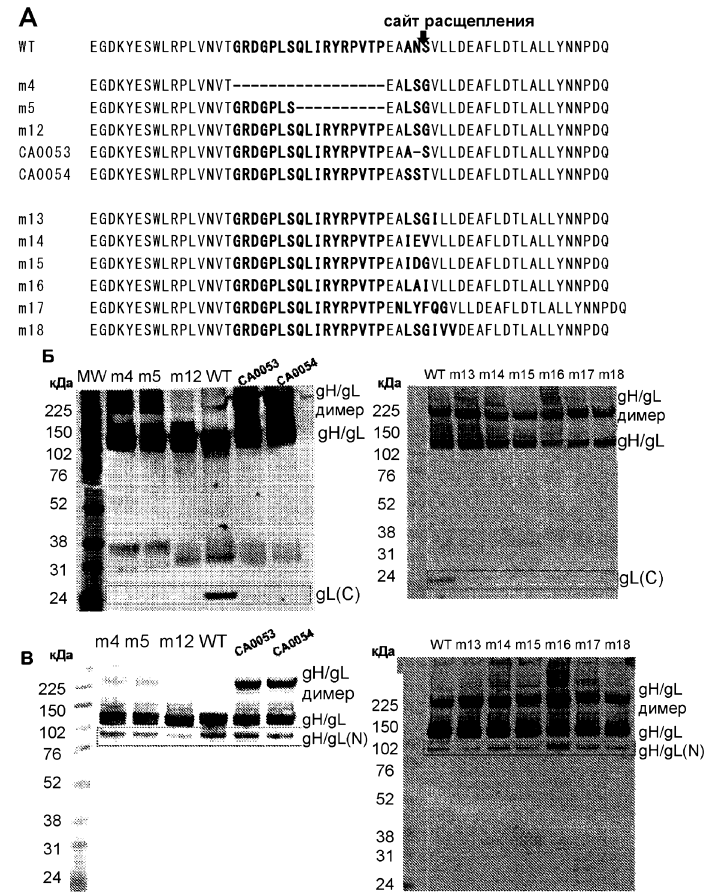 А
сайт расщепления
WT EGDKYESWLRPLVNVTGRDGPLSQLIRYRPVTPEAANSVLLDEAFLDTLALLYNNPDQ
m4 EGDKYESWLRPLVNVT-----------------EALSGVLLDEAFLDTLALLYNNPDQ
m5 EGDKYESWLRPLVNVTGRDGPLS----------EALSGVLLDEAFLDTLALLYNNPDQ
m12 EGDKYESWLRPLVNVTGRDGPLSQLIRYRPVTPEALSGVLLDEAFLDTLALLYNNPDQ
CA0053 EGDKYESWLRPLVNVTGRDGPLSQLIRYRPVTPEAA-SVLLDEAFLDTLALLYNNPDQ
CA0054 EGDKYESWLRPLVNVTGRDGPLSQLIRYRPVTPEASSTVLLDEAFLDTLALLYNNPDQ
m13 EGDKYESWLRPLVNVTGRDGPLSQLIRYRPVTPEALSGILLDEAFLDTLALLYNNPDQ
m14 EGDKYESWLRPLVNVTGRDGPLSQLIRYRPVTPEAIEVVLLDEAFLDTLALLYNNPDQ
m15 EGDKYESWLRPLVNVTGRDGPLSQLIRYRPVTPEAIDGVLLDEAFLDTLALLYNNPDQ
m16 EGDKYESWLRPLVNVTGRDGPLSQLIRYRPVTPEALAIVLLDEAFLDTLALLYNNPDQ
m17 EGDKYESWLRPLVNVTGRDGPLSQLIRYRPVTPENLYFQGVLLDEAFLDTLALLYNNPDQ
m18 EGDKYESWLRPLVNVTGRDGPLSQLIRYRPVTPEALSGIVVDEAFLDTLALLYNNPDQ
Б
кДа MW m4 m5 m12 WT CA0053 CA0054
225
150
102
76
52
38
31
24
gH/gL
димер
gH/gL
gL(C)
кДа WT m13 m14 m15 m16 m17 m18
225
150
102
76
52
38
31
24
gH/gL
димер
gH/gL
gL(C)
В
кДа m4 m5 m12 WT CA0053 CA0054
225
150
102
76
52
38
31
24
gH/gL
димер
gH/gL
gH/gL(N)
кДа WT m13 m14 m15 m16 m17 m18
225
150
102
76
52
38
31
24
gH/gL
димер
gH/gL
gH/gL(N)